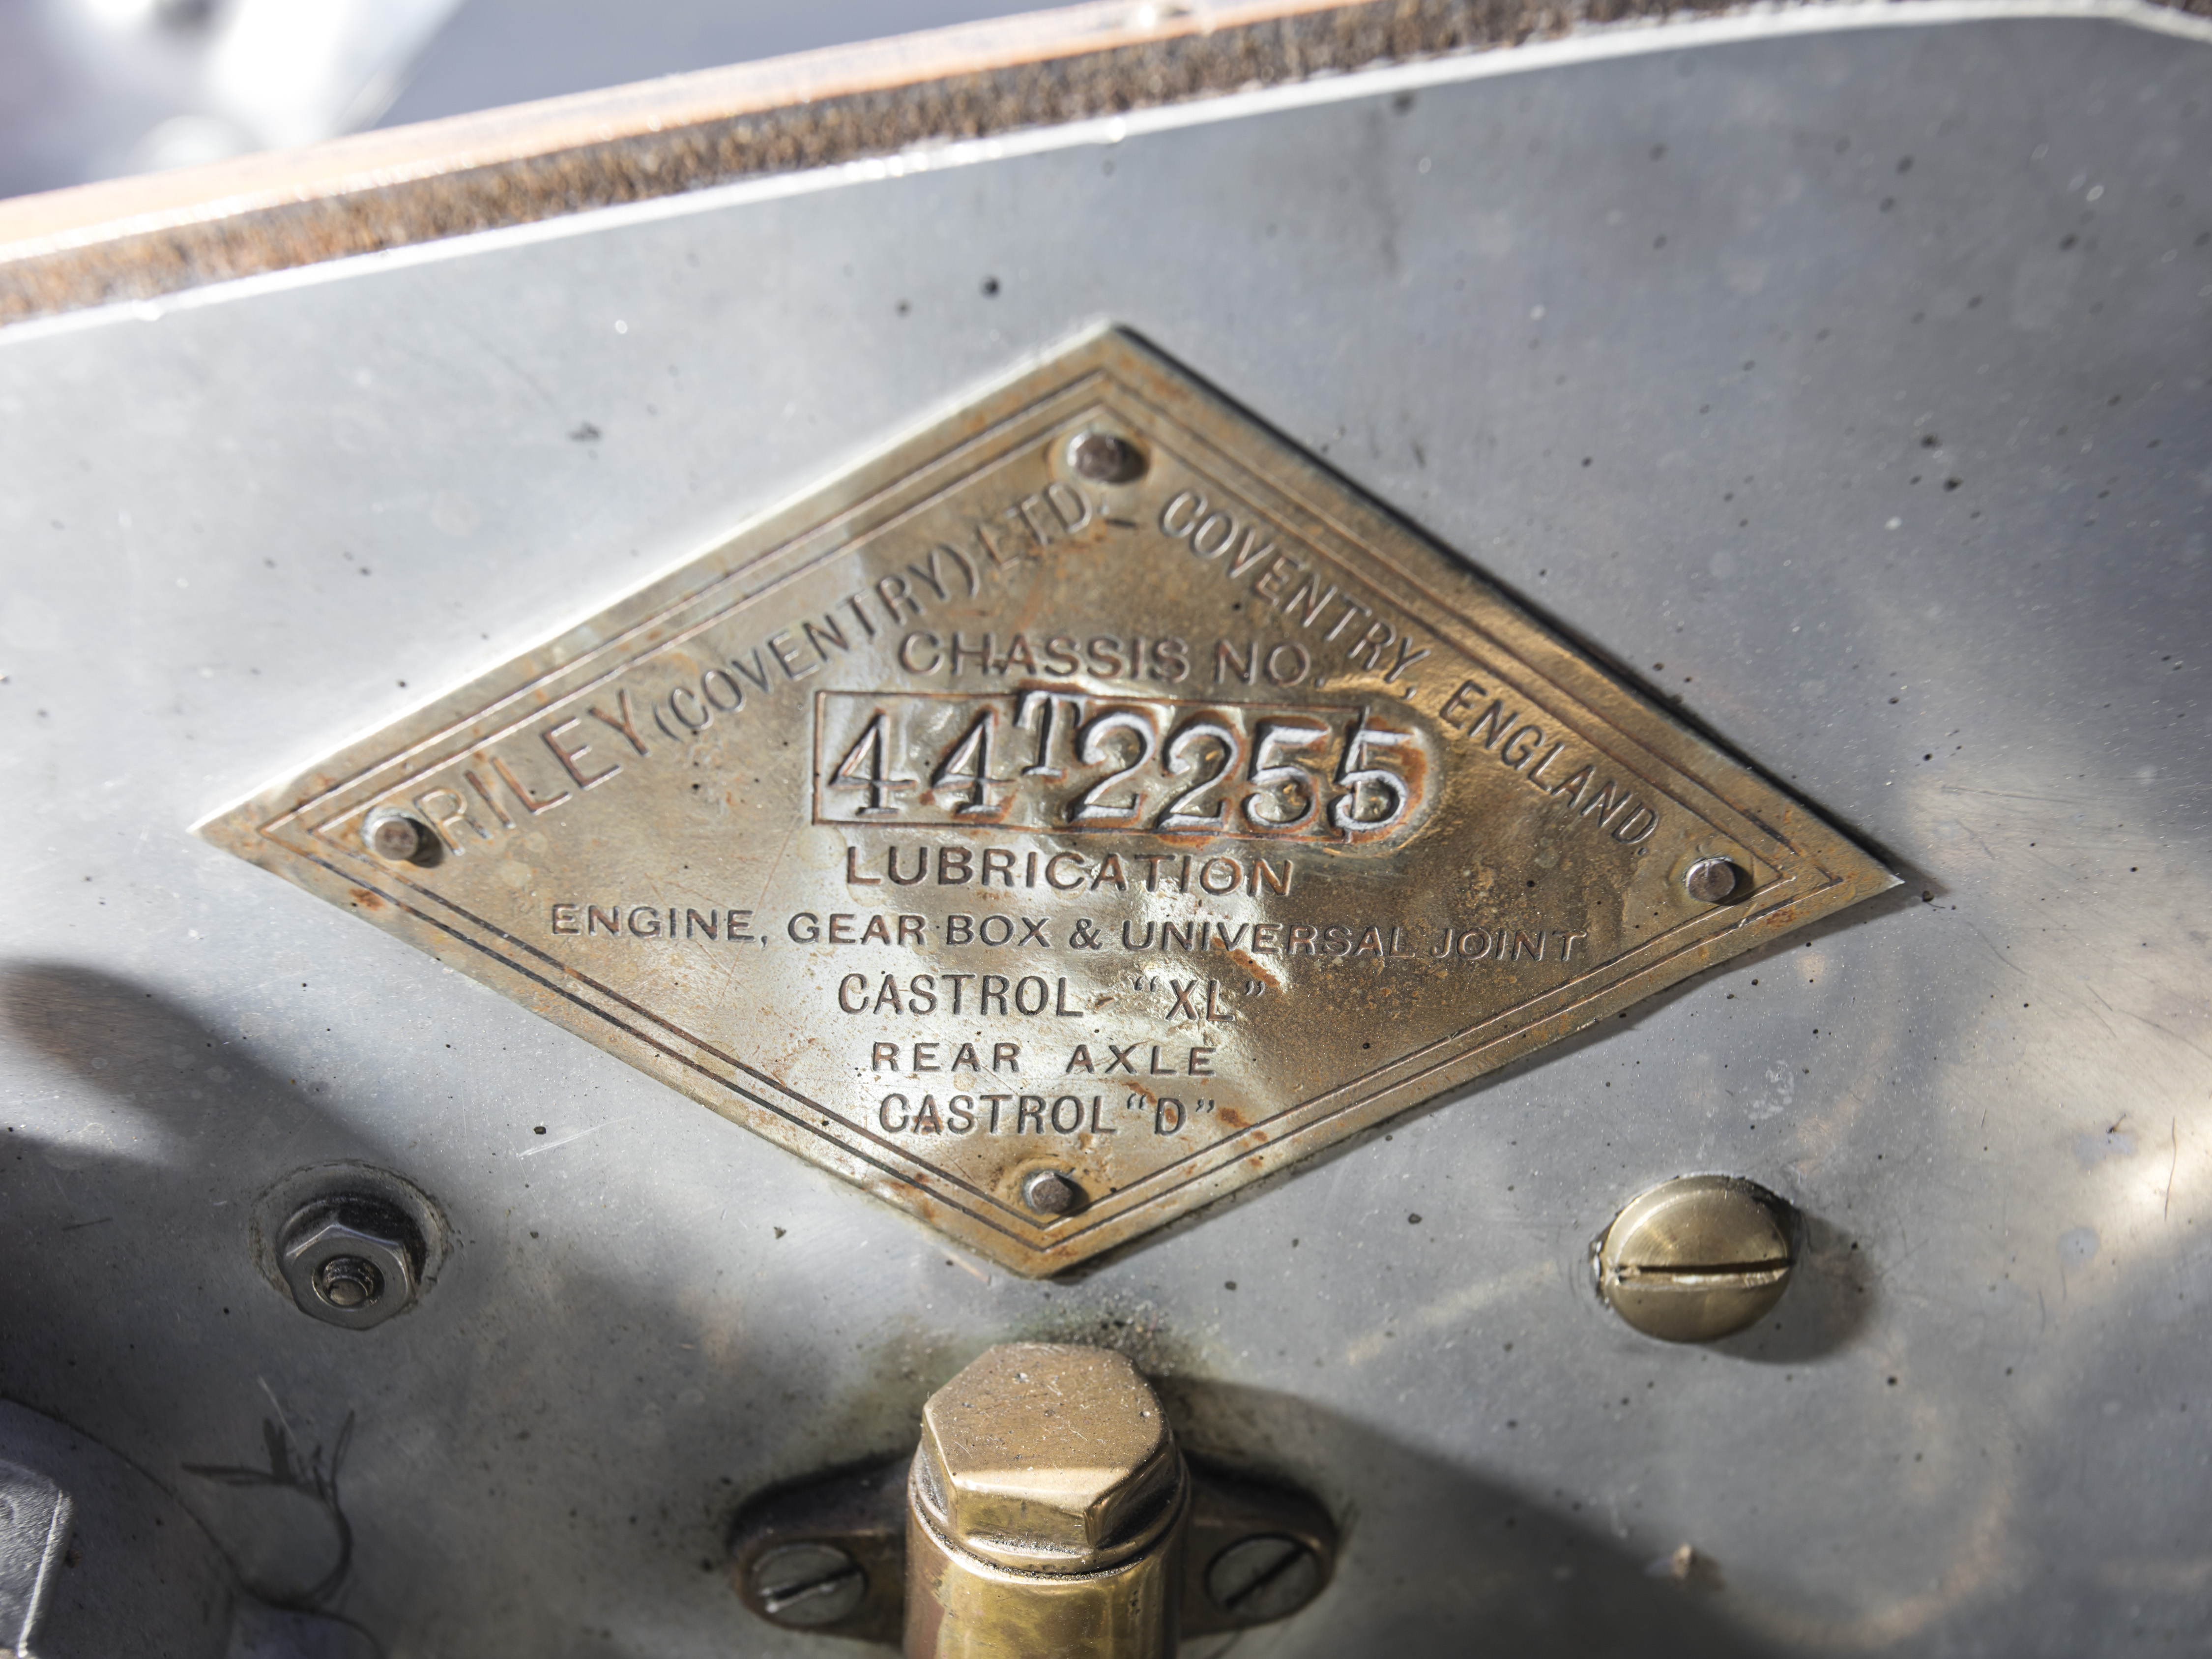 RILEY (COVENTRY) LTD. – COVENTRY, ENGLAND.
CHASSIS NO.
44T2255
LUBRICATION
ENGINE, GEAR BOX & UNIVERSAL JOINT
CASTROL - "XL"
REAR AXLE
CASTROL "D"